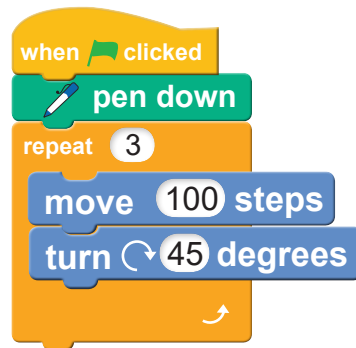 when clicked
pen down
repeat 3
move 100 steps
turn 45 degrees